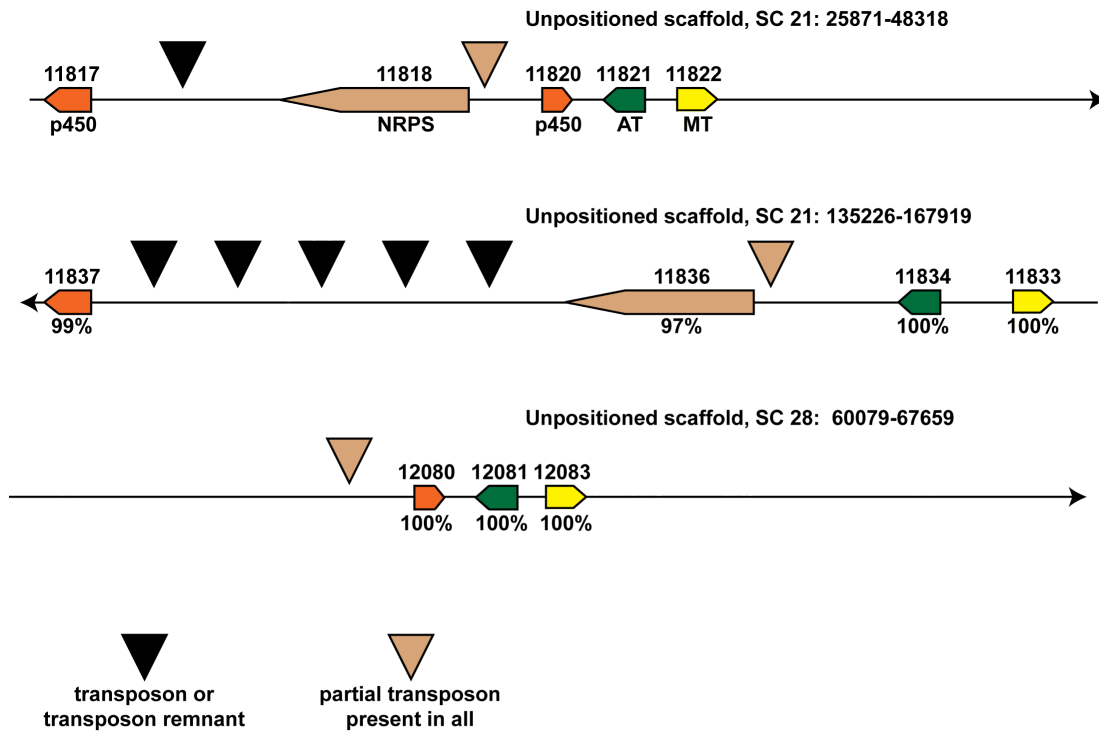 Unpositioned scaffold, SC 21: 25871-48318
11817 11818 11820 11821 11822
p450 NRPS p450 AT MT
Unpositioned scaffold, SC 21: 135226-167919
11837 11836 11834 11833
99% 97% 100% 100%
Unpositioned scaffold, SC 28: 60079-67659
12080 12081 12083
100% 100% 100%
transposon or
transposon remnant
partial transposon
present in all